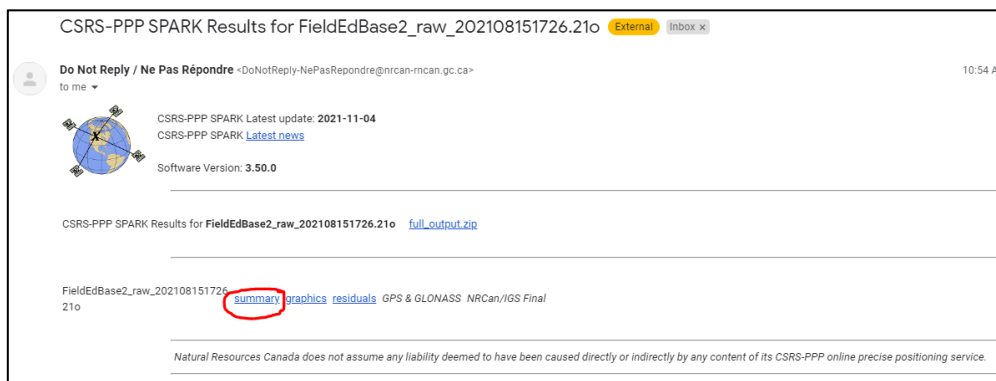 CSRS-PPP SPARK Results for FieldEdBase2_raw_202108151726.21o External Inbox x
Do Not Reply / Ne Pas Répondre <DoNotReply-NePasRepondre@nrcan-rncan.gc.ca> 10:54 A
to me
CSRS-PPP SPARK Latest update: 2021-11-04
CSRS-PPP SPARK Latest news
Software Version: 3.50.0
CSRS-PPP SPARK Results for FieldEdBase2_raw_202108151726.21o full_output.zip
FieldEdBase2_raw_202108151726. summary graphics residuals GPS & GLONASS NRCan/IGS Final
21o
Natural Resources Canada does not assume any liability deemed to have been caused directly or indirectly by any content of its CSRS-PPP online precise positioning service.